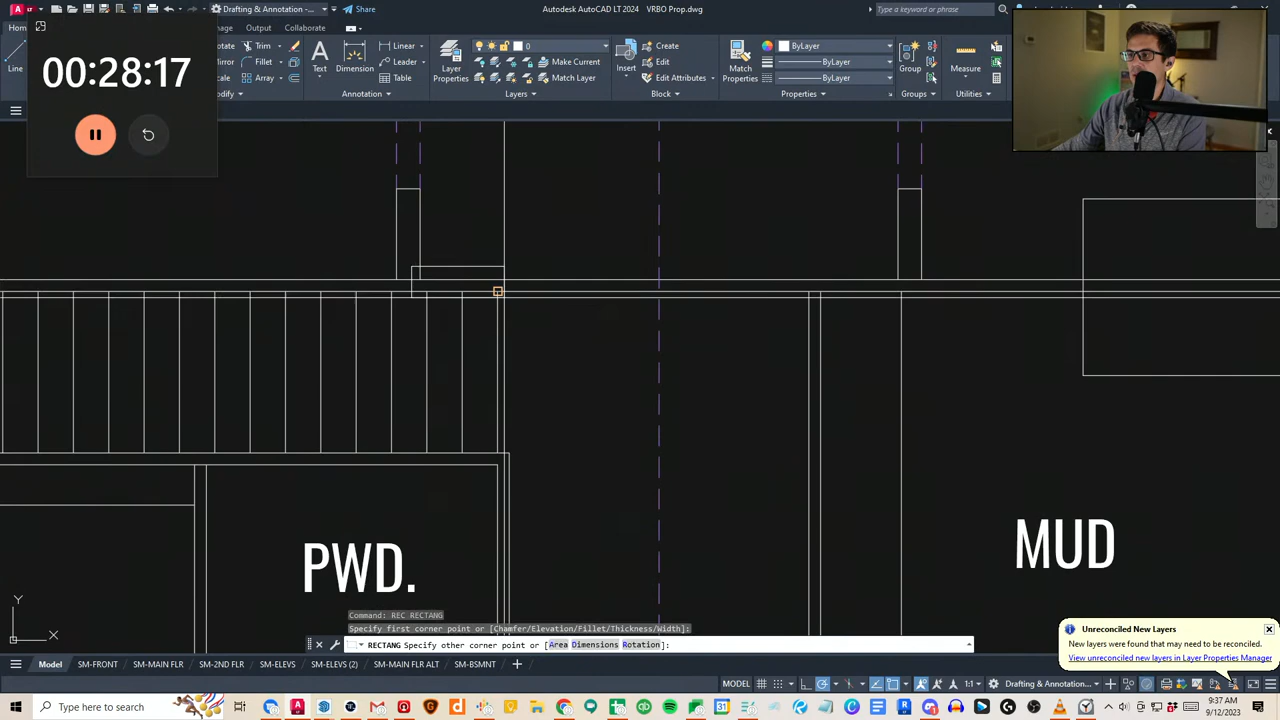 Drafting & Annotation
Share
Autodesk AutoCAD LT 2024 VRBO Prop.dwg
Type a keyword or phrase
Output
Collaborate
Line
Trim
Fillet
Array
Modify
Text
Dimension
Linear
Leader
Table
Annotation
Layer Properties
0
Make Current
Match Layer
Layers
Insert
Create
Edit
Edit Attributes
Block
Match Properties
ByLayer
ByLayer
ByLayer
Properties
Group
Groups
Measure
Utilities
00:28:17
PWD.
MUD
Y
X
Command: REC RECTANG
Specify first corner point or [Chamfer/Elevation/Fillet/Thickness/Width]:
RECTANG Specify other corner point or [Area Dimensions Rotation]:
Unreconciled New Layers
New layers were found that may need to be reconciled.
View unreconciled new layers in Layer Properties Manager
Model SM-FRONT SM-MAIN FLR SM-2ND FLR SM-ELEVS SM-ELEVS (2) SM-MAIN FLR ALT SM-BSMNT
MODEL 1:1 Drafting & Annotation
Type here to search
9:37 AM
9/12/2023